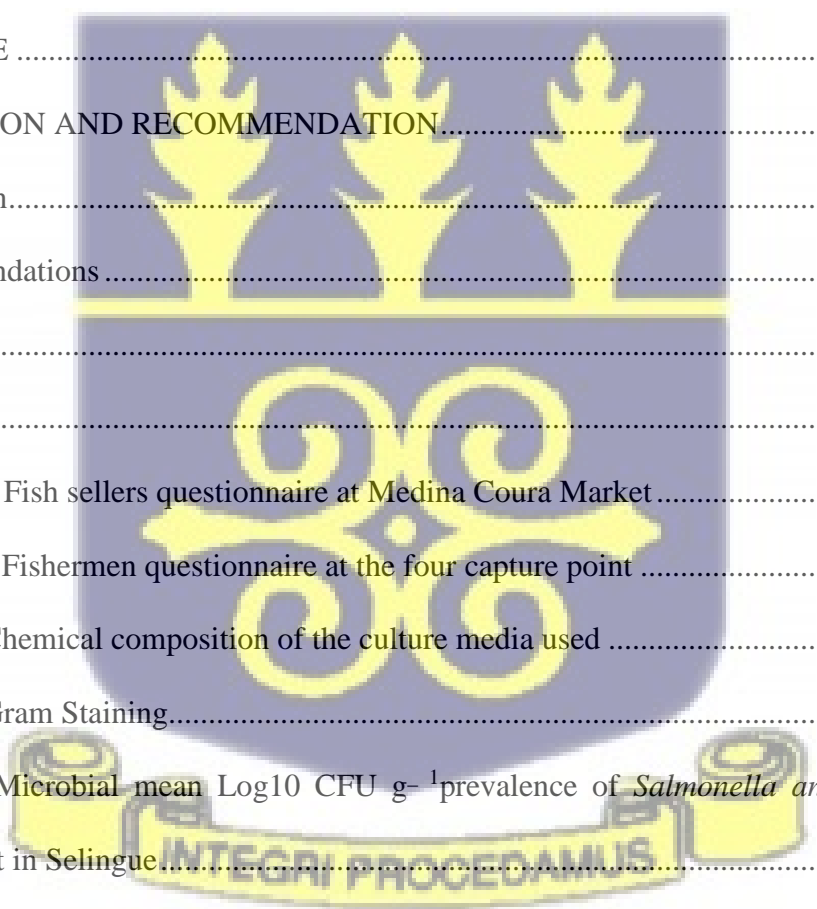 E ..........................................................................................
ON AND RECOMMENDATION..........................................
n..........................................................................................
ndations ................................................................................
..........................................................................................
..........................................................................................
Fish sellers questionnaire at Medina Coura Market ..................
Fishermen questionnaire at the four capture point ....................
Chemical composition of the culture media used .......................
Gram Staining..............................................................................
Microbial mean Log10 CFU g- 1prevalence of Salmonella an
t in Selingue..................................................................................
INTEGRI PROCEDAMUS